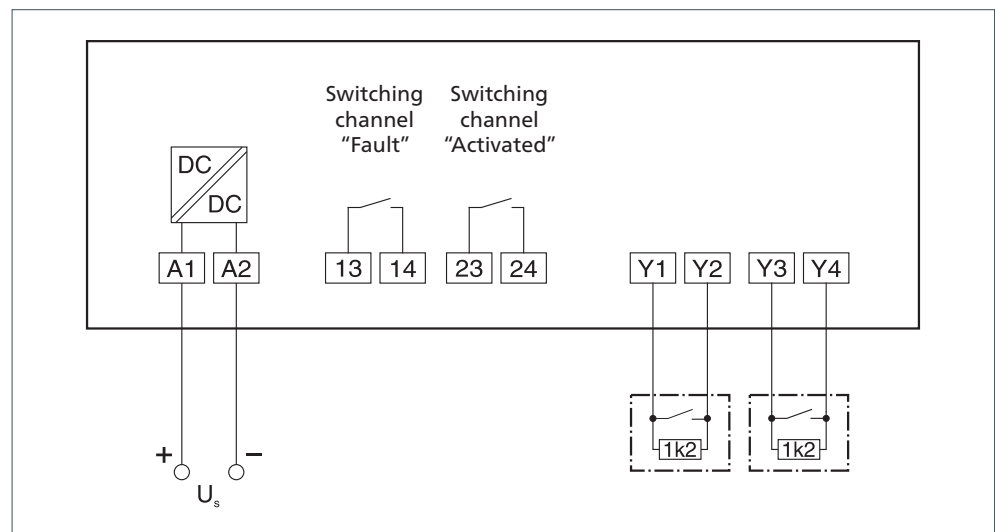 Switching
channel
“Fault”
Switching
channel
“Activated”
DC
DC
A1 A2 13 14 23 24 Y1 Y2 Y3 Y4
1k2 1k2
+ −
Us